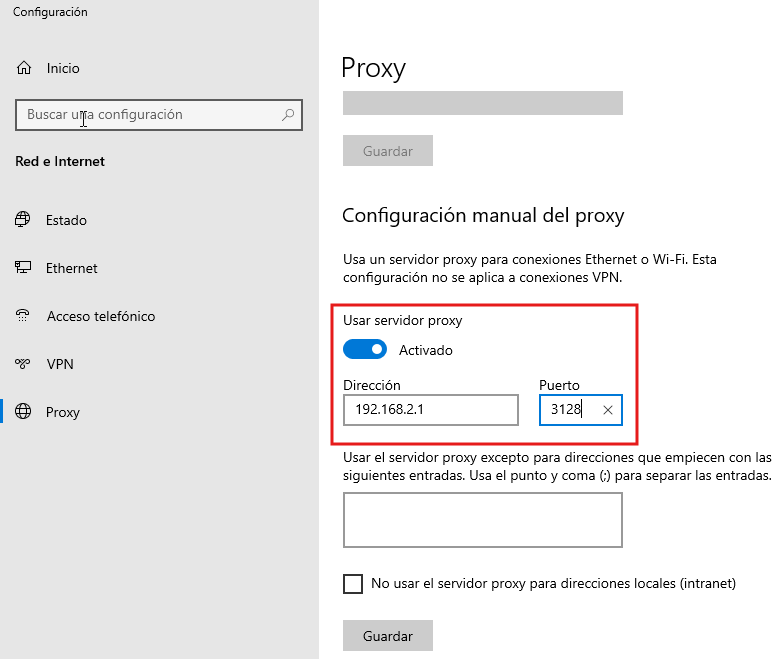 Configuración
Inicio
Buscar una configuración
Red e Internet
Estado
Ethernet
Acceso telefónico
VPN
Proxy
Proxy
Guardar
Configuración manual del proxy
Usa un servidor proxy para conexiones Ethernet o Wi-Fi. Esta
configuración no se aplica a conexiones VPN.
Usar servidor proxy
Activado
Dirección Puerto
192.168.2.1 3128
Usar el servidor proxy excepto para direcciones que empiecen con las
siguientes entradas. Usa el punto y coma (;) para separar las entradas.
No usar el servidor proxy para direcciones locales (intranet)
Guardar